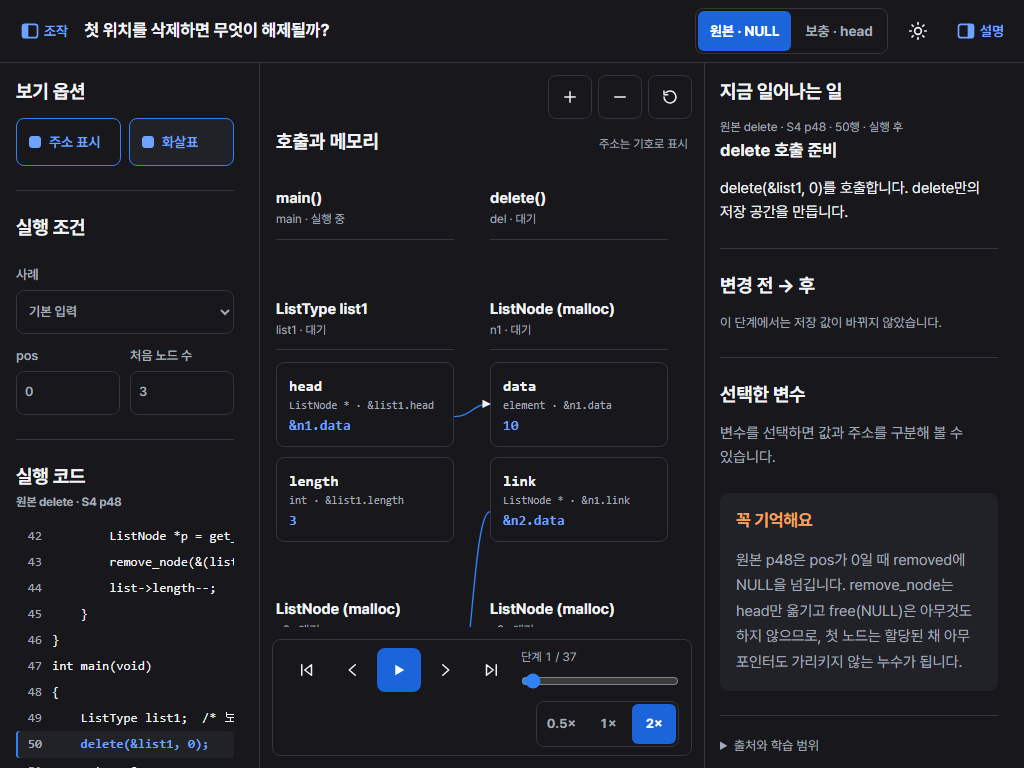 조작
첫 위치를 삭제하면 무엇이 해제될까?
원본 · NULL
보충 · head
설명
보기 옵션
주소 표시
화살표
실행 조건
사례
기본 입력
pos
처음 노드 수
0
3
실행 코드
원본 delete · S4 p48
42 ListNode *p = get_
43 remove_node(&(list
44 list->length--;
45 }
46 }
47 int main(void)
48 {
49 ListType list1; /* 노
50 delete(&list1, 0);
호출과 메모리
주소는 기호로 표시
main()
main · 실행 중
delete()
del · 대기
ListType list1
list1 · 대기
ListNode (malloc)
n1 · 대기
head
ListNode * · &list1.head
&n1.data
data
element · &n1.data
10
length
int · &list1.length
3
link
ListNode * · &n1.link
&n2.data
ListNode (malloc)
ListNode (malloc)
단계 1 / 37
0.5×
1×
2×
지금 일어나는 일
원본 delete · S4 p48 · 50행 · 실행 후
delete 호출 준비
delete(&list1, 0)를 호출합니다. delete만의
저장 공간을 만듭니다.
변경 전 → 후
이 단계에서는 저장 값이 바뀌지 않았습니다.
선택한 변수
변수를 선택하면 값과 주소를 구분해 볼 수
있습니다.
꼭 기억해요
원본 p48은 pos가 0일 때 removed에
NULL을 넘깁니다. remove_node는
head만 옮기고 free(NULL)은 아무것도
하지 않으므로, 첫 노드는 할당된 채 아무
포인터도 가리키지 않는 누수가 됩니다.
▶ 출처와 학습 범위